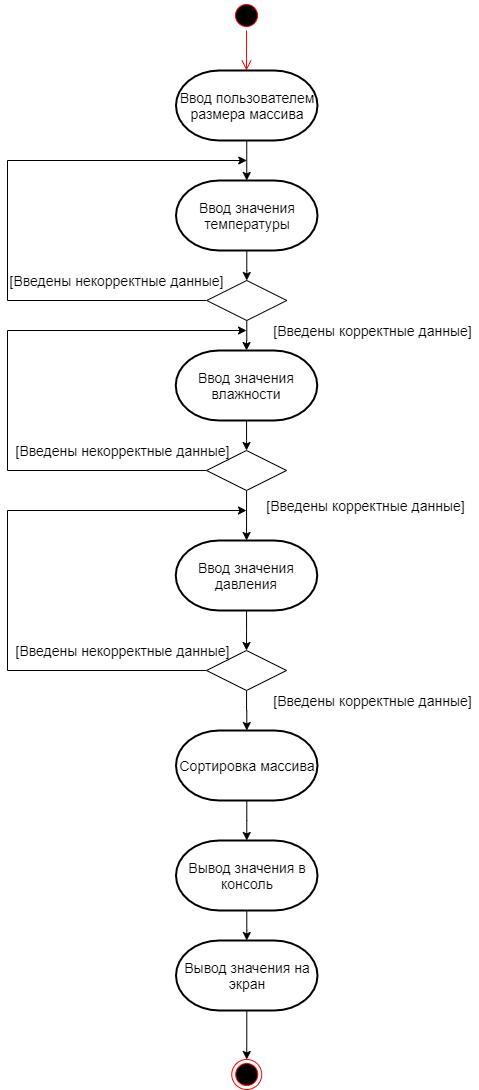 Ввод пользователем
размера массива
Ввод значения
температуры
[Введены некорректные данные]
[Введены корректные данные]
Ввод значения
влажности
[Введены некорректные данные]
[Введены корректные данные]
Ввод значения
давления
[Введены некорректные данные]
[Введены корректные данные]
Сортировка массива
Вывод значения в
консоль
Вывод значения на
экран